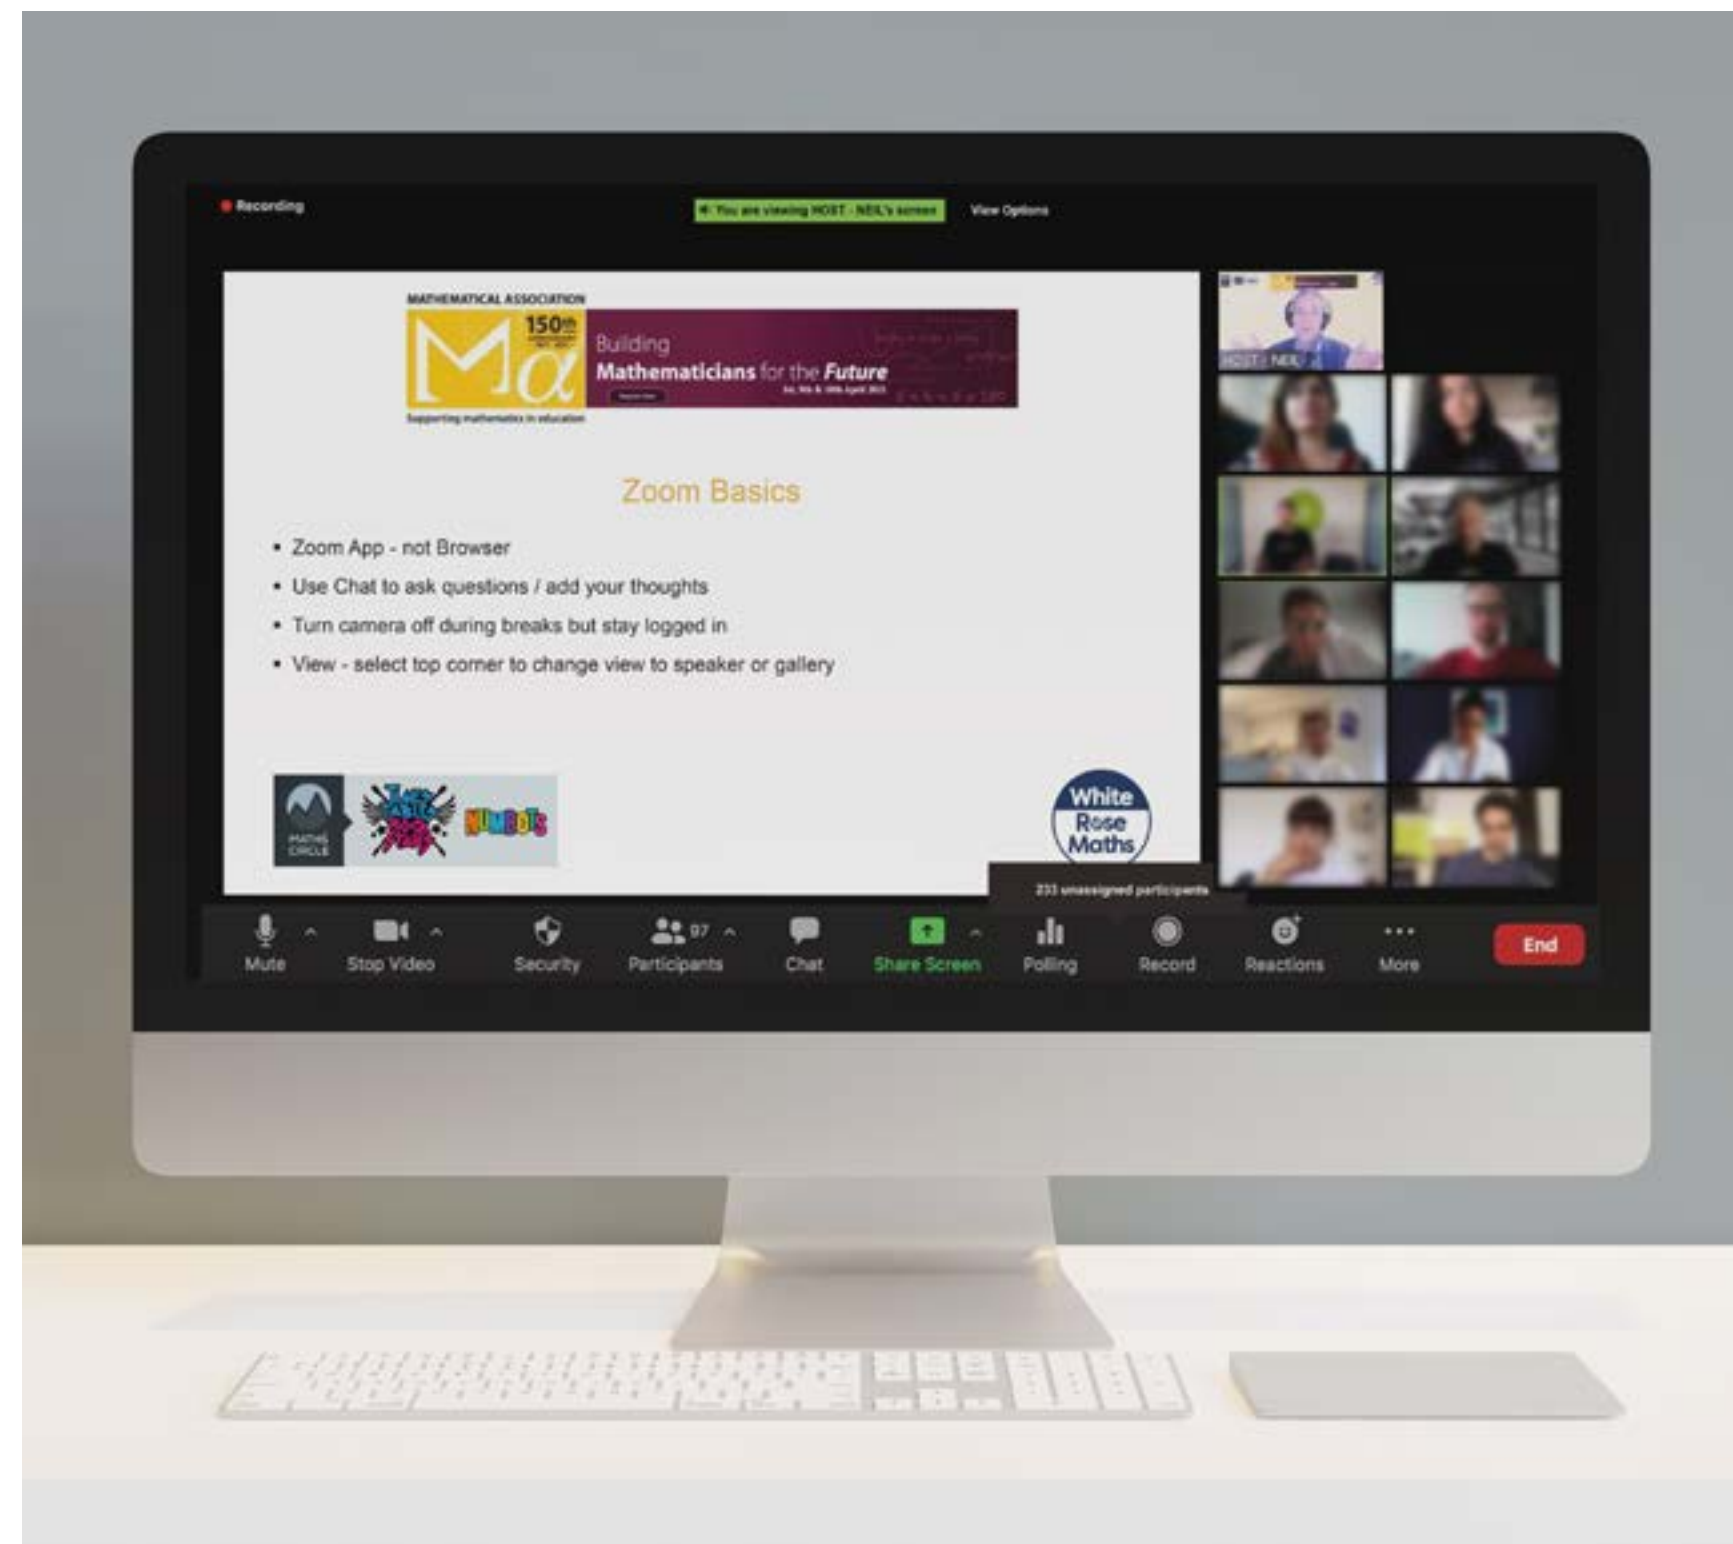 Recording
You are viewing HOST - NEIL's screen
View Options
MATHEMATICAL ASSOCIATION
Mα
150th
Supporting mathematics in education
Building
Mathematicians for the Future
HOST - NEIL
Zoom Basics
▪ Zoom App - not Browser
▪ Use Chat to ask questions / add your thoughts
▪ Turn camera off during breaks but stay logged in
▪ View - select top corner to change view to speaker or gallery
MATHS
CIRCLE
NUMBOTS
White
Rose
Maths
233 unassigned participants
97
Mute
Stop Video
Security
Participants
Chat
Share Screen
Polling
Record
Reactions
More
End